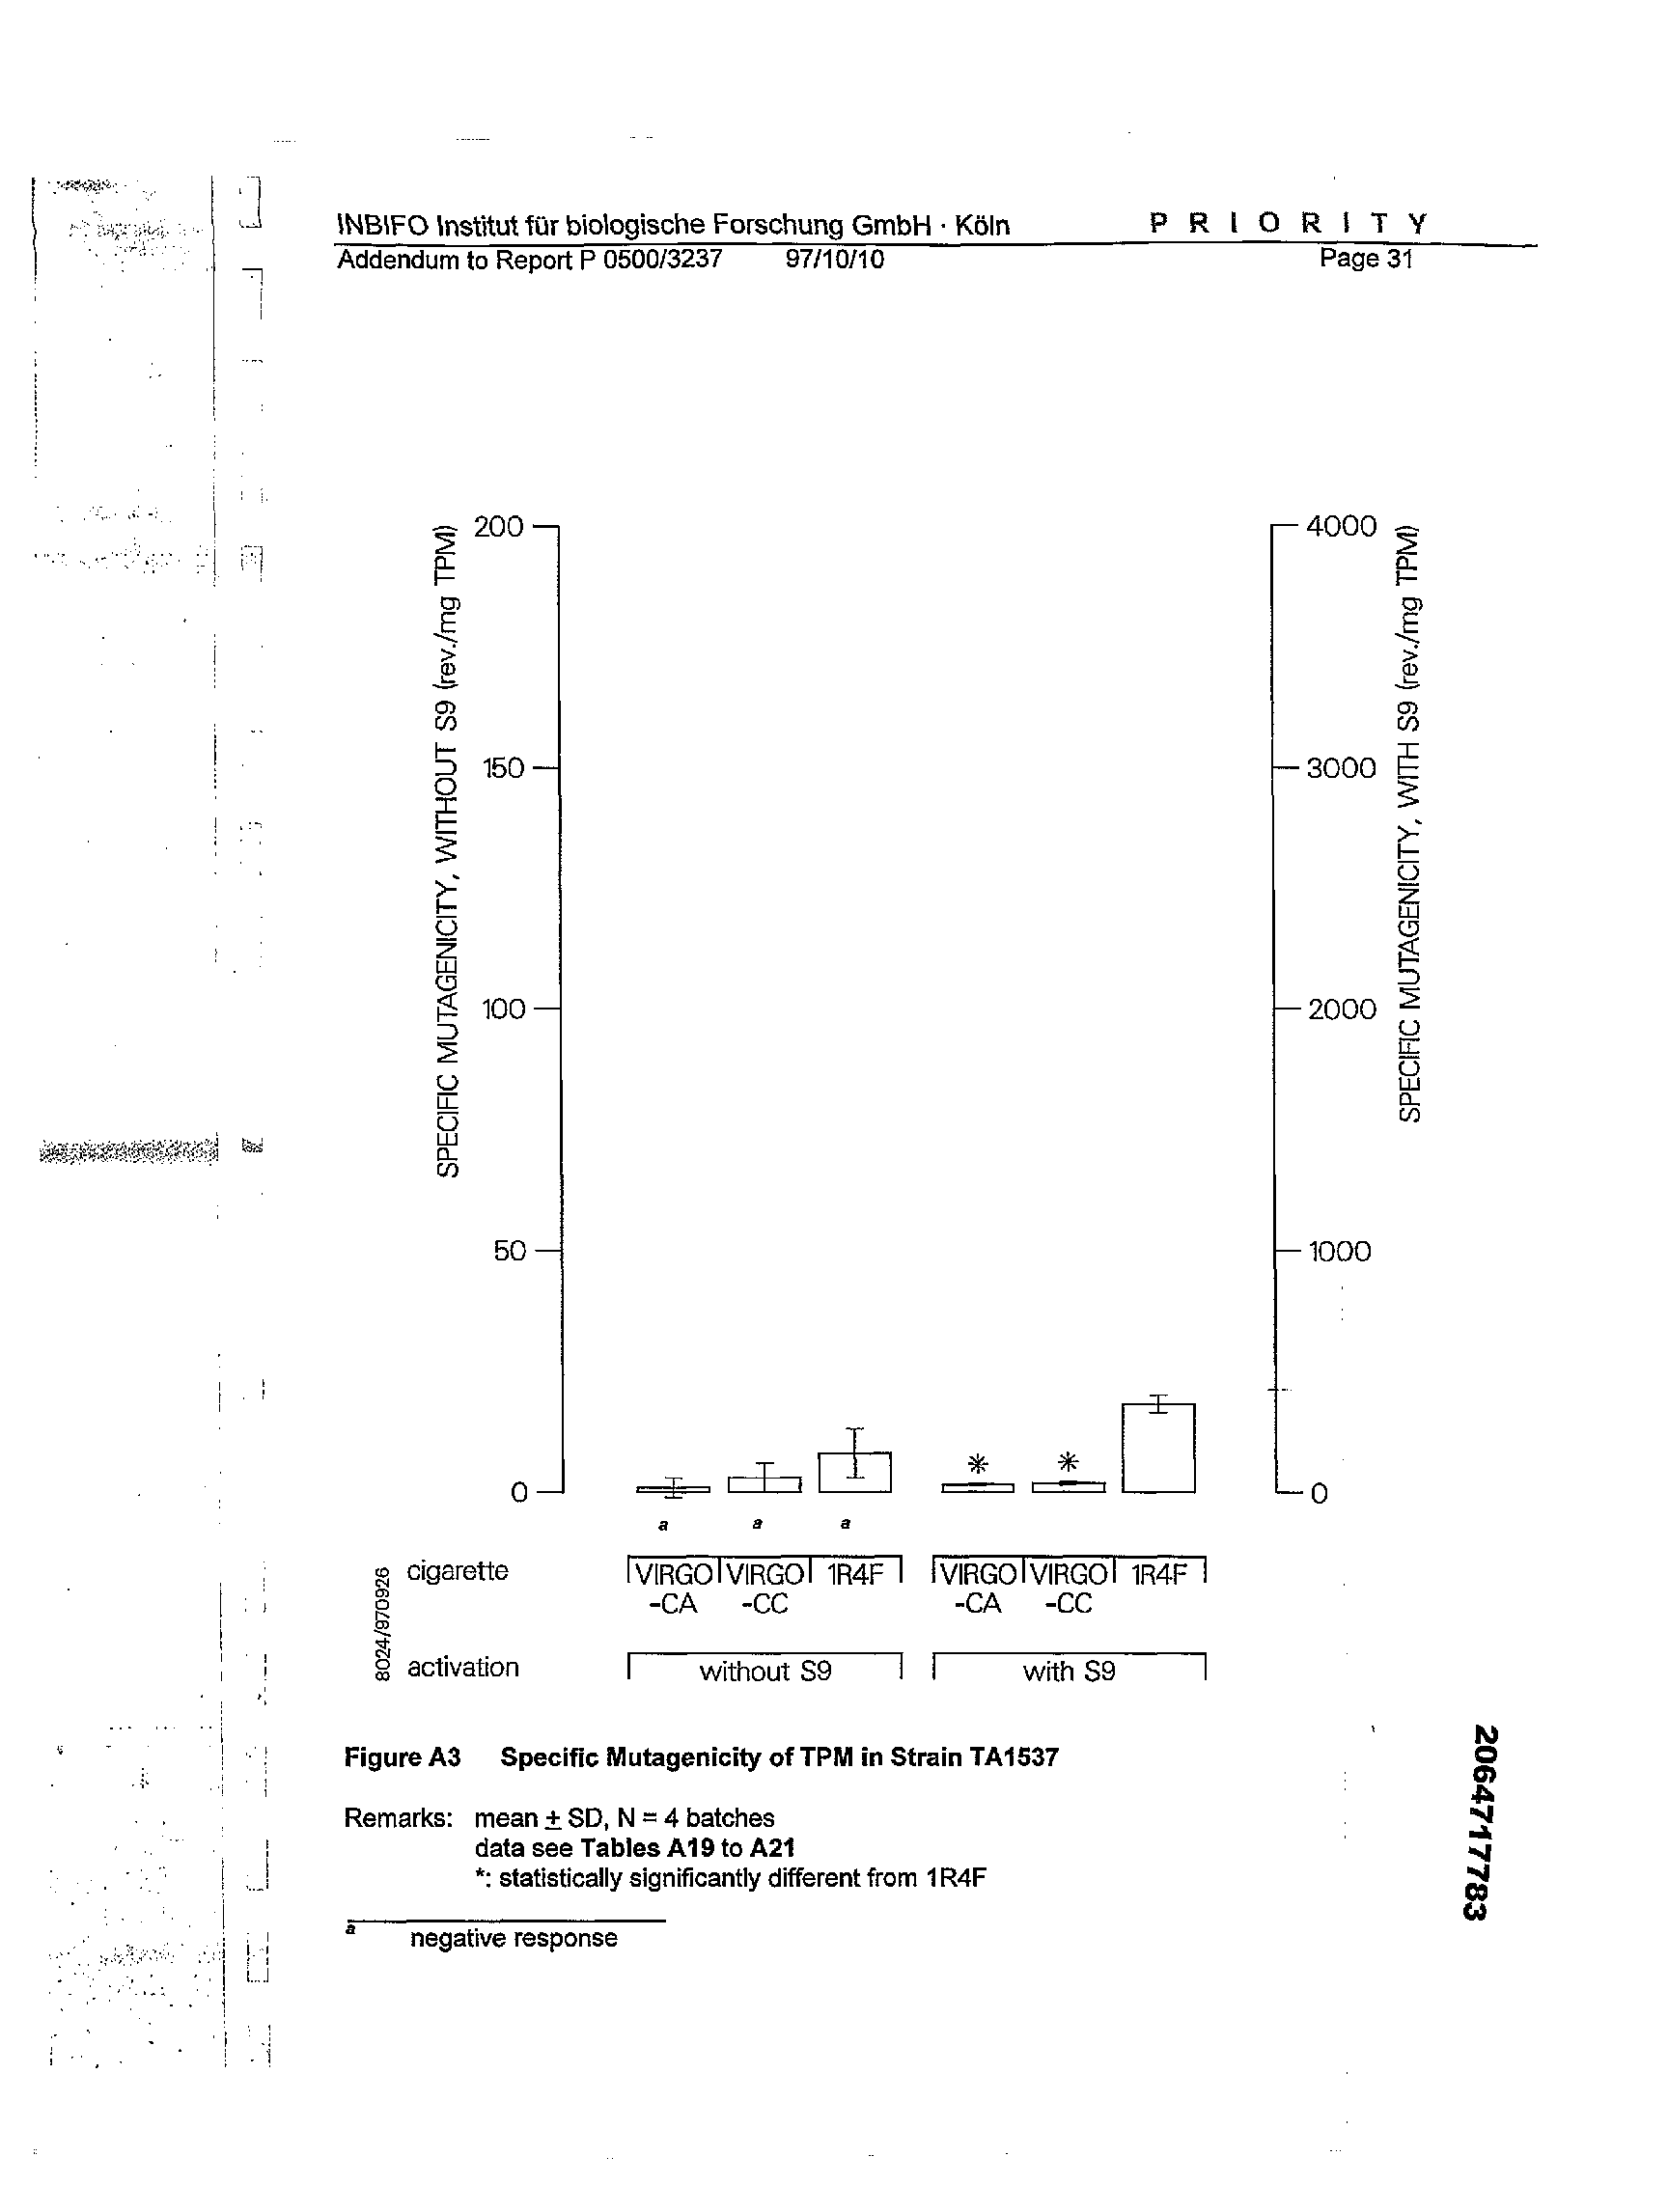 INBIFO Institut für biologische Forschung GmbH · Köln P R I O R I T Y
Addendum to Report P 0500/3237 97/10/10 Page 31
SPECIFIC MUTAGENICITY, WITHOUT S9 (rev./mg TPM)
200
150
100
50
0
4000
3000
2000
1000
0
SPECIFIC MUTAGENICITY, WITH S9 (rev./mg TPM)
* *
a a a
8024/970926
cigarette VIRGO VIRGO 1R4F VIRGO VIRGO 1R4F
-CA -CC -CA -CC
activation without S9 with S9
Figure A3 Specific Mutagenicity of TPM in Strain TA1537
Remarks: mean ± SD, N = 4 batches
data see Tables A19 to A21
*: statistically significantly different from 1R4F
a negative response
2064717783